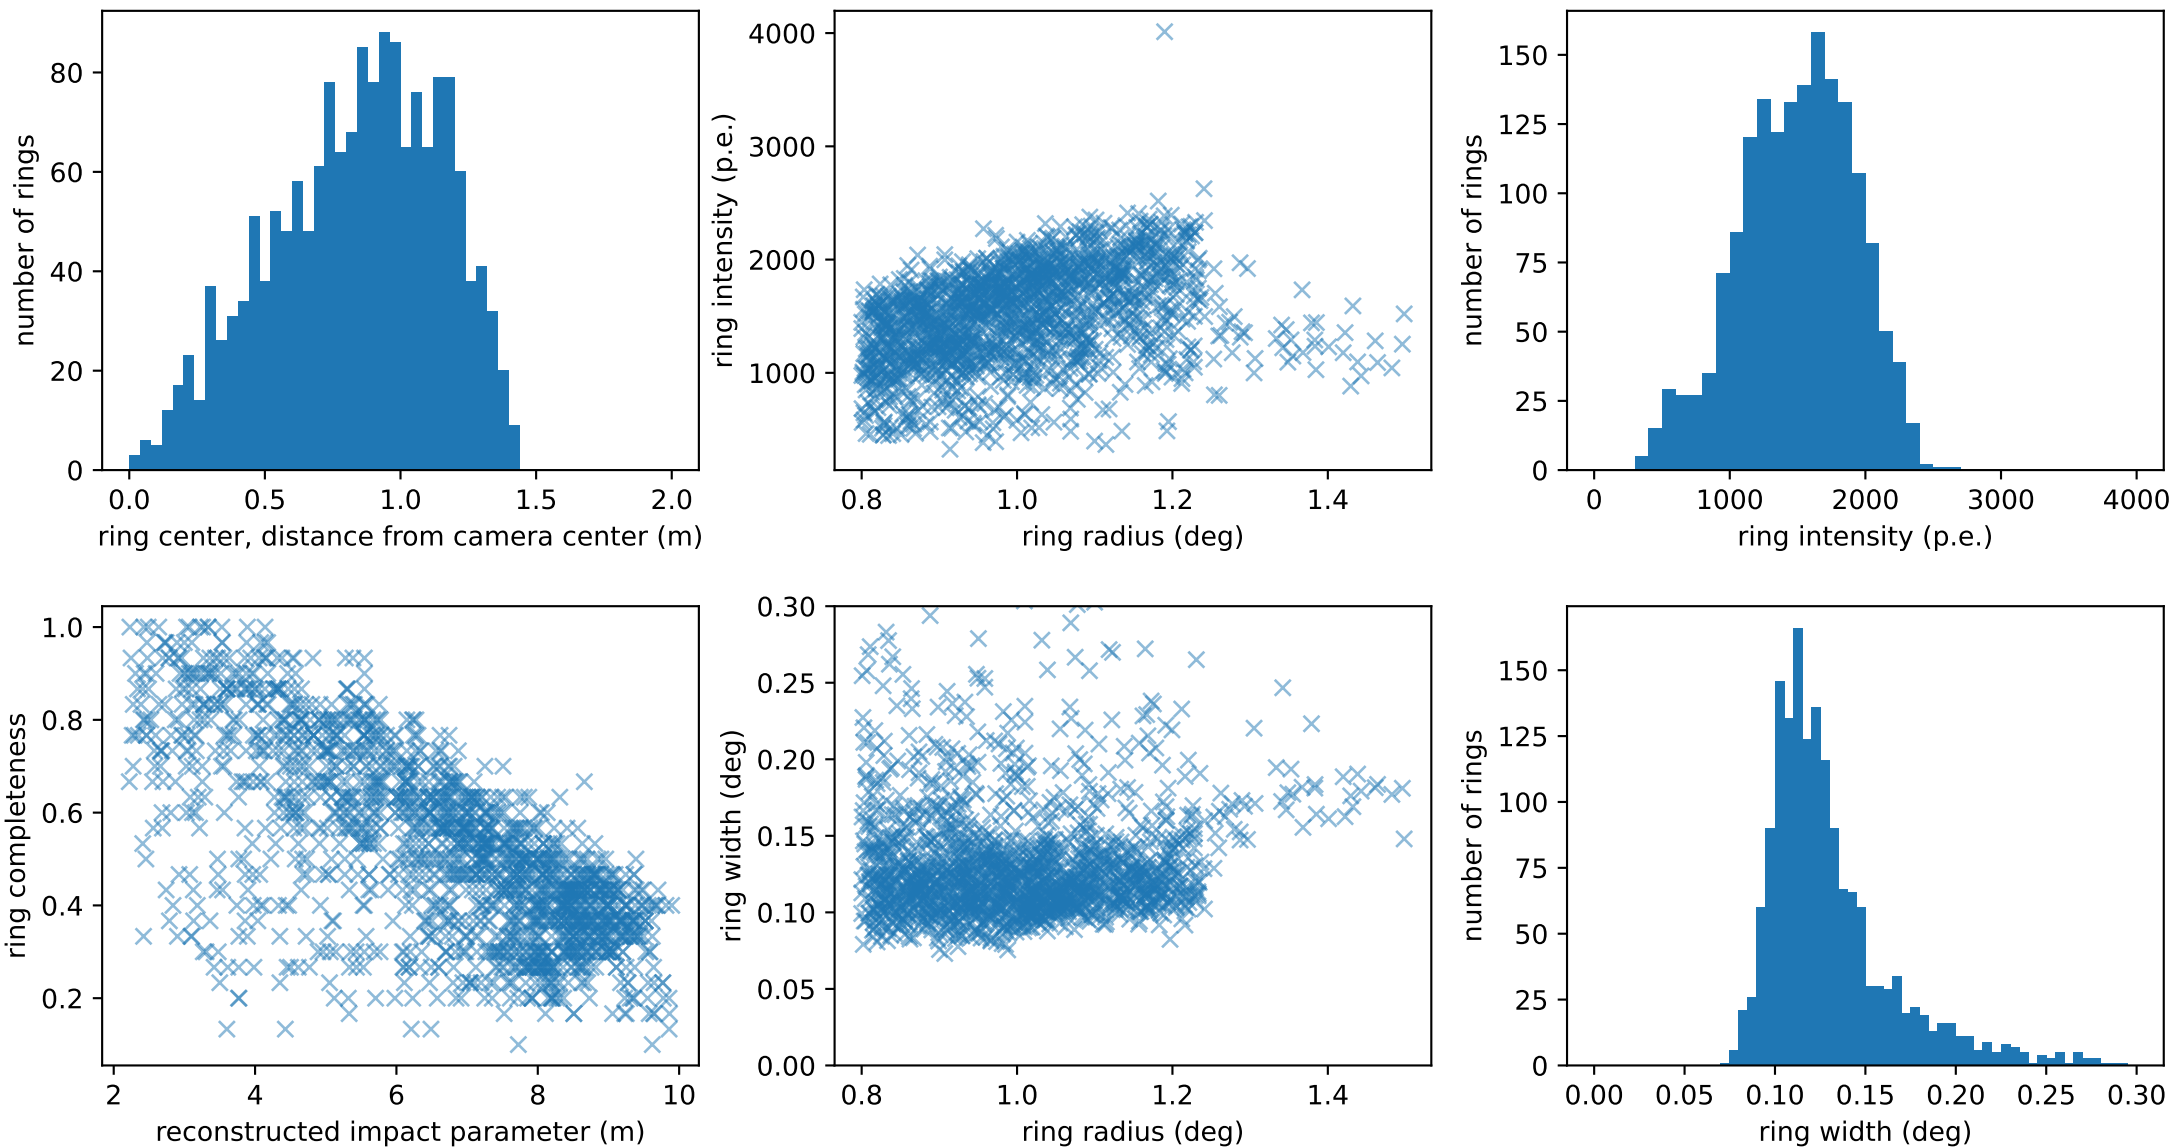 number of rings
80
60
40
20
0
0.0 0.5 1.0 1.5 2.0
ring center, distance from camera center (m)
ring intensity (p.e.)
4000
3000
2000
1000
0.8 1.0 1.2 1.4
ring radius (deg)
number of rings
150
125
100
75
50
25
0
0 1000 2000 3000 4000
ring intensity (p.e.)
ring completeness
1.0
0.8
0.6
0.4
0.2
2 4 6 8 10
reconstructed impact parameter (m)
ring width (deg)
0.30
0.25
0.20
0.15
0.10
0.05
0.00
0.8 1.0 1.2 1.4
ring radius (deg)
number of rings
150
125
100
75
50
25
0
0.00 0.05 0.10 0.15 0.20 0.25 0.30
ring width (deg)